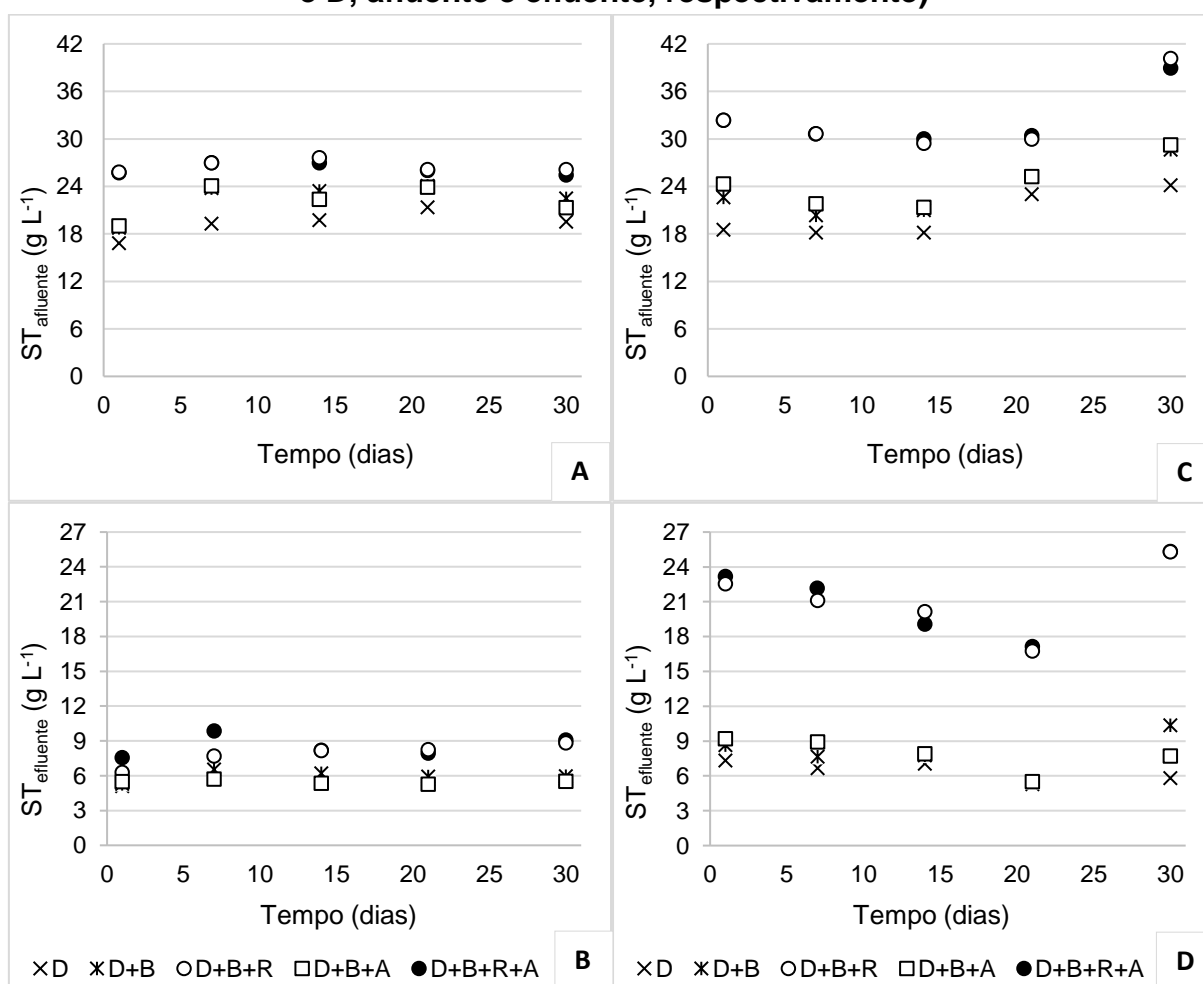 e D, afluente e efluente, respectivamente)
42
36
30
24
18
12
6
0
ST afluente (g L-1)
0 5 10 15 20 25 30
Tempo (dias)
A
42
36
30
24
18
12
6
0
ST afluente (g L-1)
0 5 10 15 20 25 30
Tempo (dias)
C
27
24
21
18
15
12
9
6
3
0
ST efluente (g L-1)
0 5 10 15 20 25 30
Tempo (dias)
D D+B D+B+R D+B+A D+B+R+A
B
27
24
21
18
15
12
9
6
3
0
ST efluente (g L-1)
0 5 10 15 20 25 30
Tempo (dias)
D D+B D+B+R D+B+A D+B+R+A
D